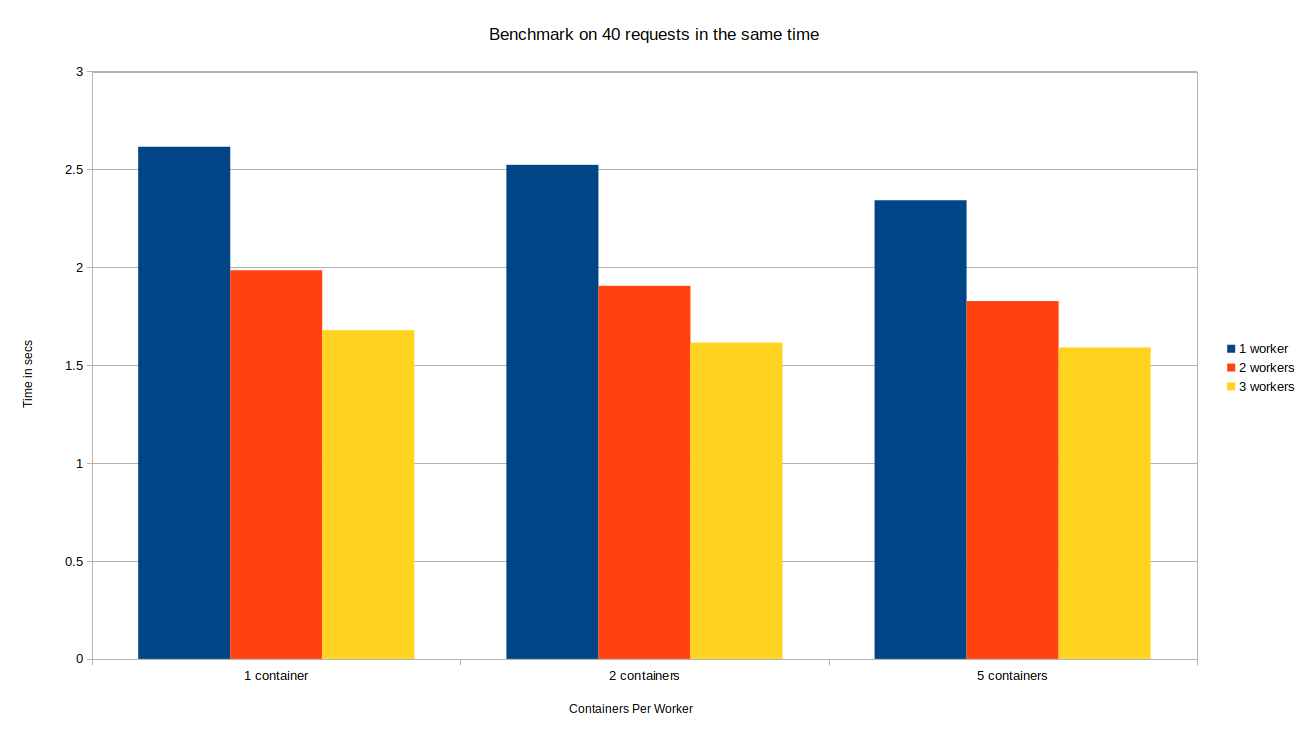 Benchmark on 40 requests in the same time
3
2.5
2
1.5
1
0.5
0
Time in secs
1 container
2 containers
5 containers
Containers Per Worker
1 worker
2 workers
3 workers